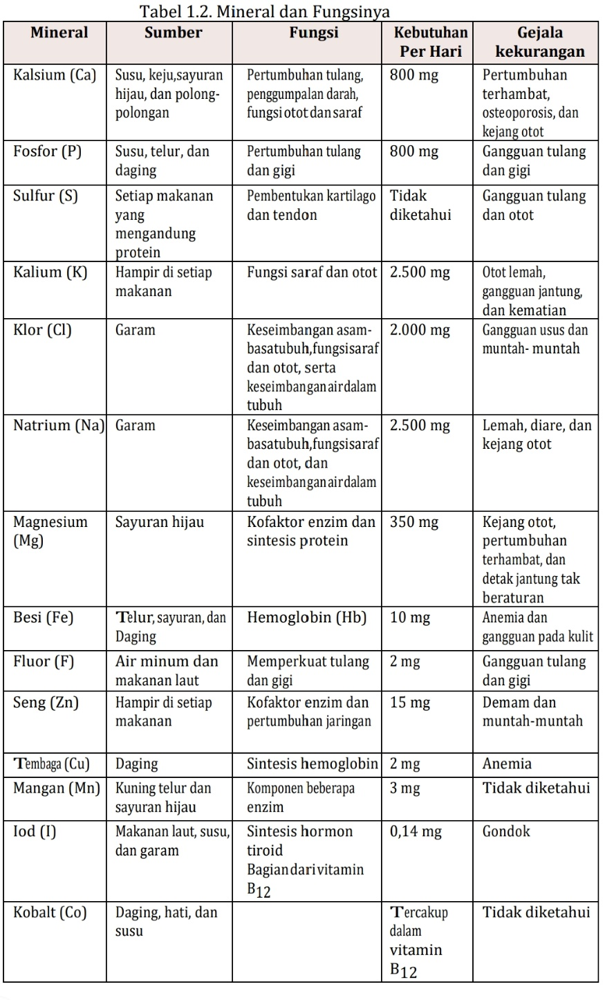 Tabel 1.2. Mineral dan Fungsinya
Mineral
Sumber
Fungsi
Kebutuhan
Per Hari
Gejala
kekurangan
Kalsium (Ca)
Susu, keju,sayuran
hijau, dan polong-
polongan
Pertumbuhan tulang,
penggumpalan darah,
fungsi otot dan saraf
800 mg
Pertumbuhan
terhambat,
osteoporosis, dan
kejang otot
Fosfor (P)
Susu, telur, dan
daging
Pertumbuhan tulang
dan gigi
800 mg
Gangguan tulang
dan gigi
Sulfur (S)
Setiap makanan
yang
mengandung
protein
Pembentukan kartilago
dan tendon
Tidak
diketahui
Gangguan tulang
dan otot
Kalium (K)
Hampir di setiap
makanan
Fungsi saraf dan otot
2.500 mg
Otot lemah,
gangguan jantung,
dan kematian
Klor (Cl)
Garam
Keseimbangan asam-
basatubuh,fungsisaraf
dan otot, serta
keseimbanganairdalam
tubuh
2.000 mg
Gangguan usus dan
muntah- muntah
Natrium (Na)
Garam
Keseimbangan asam-
basatubuh,fungsisaraf
dan otot, dan
keseimbanganairdalam
tubuh
2.500 mg
Lemah, diare, dan
kejang otot
Magnesium
(Mg)
Sayuran hijau
Kofaktor enzim dan
sintesis protein
350 mg
Kejang otot,
pertumbuhan
terhambat, dan
detak jantung tak
beraturan
Besi (Fe)
Telur, sayuran, dan
Daging
Hemoglobin (Hb)
10 mg
Anemia dan
gangguan pada kulit
Fluor (F)
Air minum dan
makanan laut
Memperkuat tulang
dan gigi
2 mg
Gangguan tulang
dan gigi
Seng (Zn)
Hampir di setiap
makanan
Kofaktor enzim dan
pertumbuhan jaringan
15 mg
Demam dan
muntah-muntah
Tembaga (Cu)
Daging
Sintesis hemoglobin
2 mg
Anemia
Mangan (Mn)
Kuning telur dan
sayuran hijau
Komponen beberapa
enzim
3 mg
Tidak diketahui
Iod (I)
Makanan laut, susu,
dan garam
Sintesis hormon
tiroid
Bagian dari vitamin
B12
0,14 mg
Gondok
Kobalt (Co)
Daging, hati, dan
susu
Tercakup
dalam
vitamin
B12
Tidak diketahui